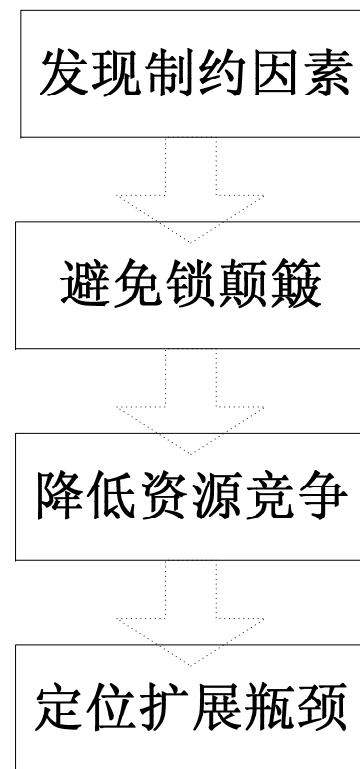 发现制约因素
避免锁颠簸
降低资源竞争
定位扩展瓶颈